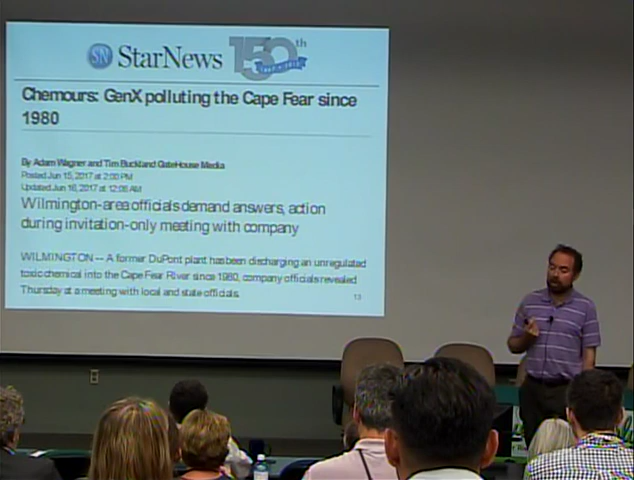 SN StarNews 150th
Chemours: GenX polluting the Cape Fear since
1980
By Adam Wagner and Tim Buckland GateHouse Media
Posted Jun 15, 2017 at 2:00 PM
Updated Jun 16, 2017 at 12:05 AM
Wilmington-area officials demand answers, action
during invitation-only meeting with company
WILMINGTON — A former DuPont plant has been discharging an unregulated
toxic chemical into the Cape Fear River since 1980, company officials revealed
Thursday at a meeting with local and state officials.
13